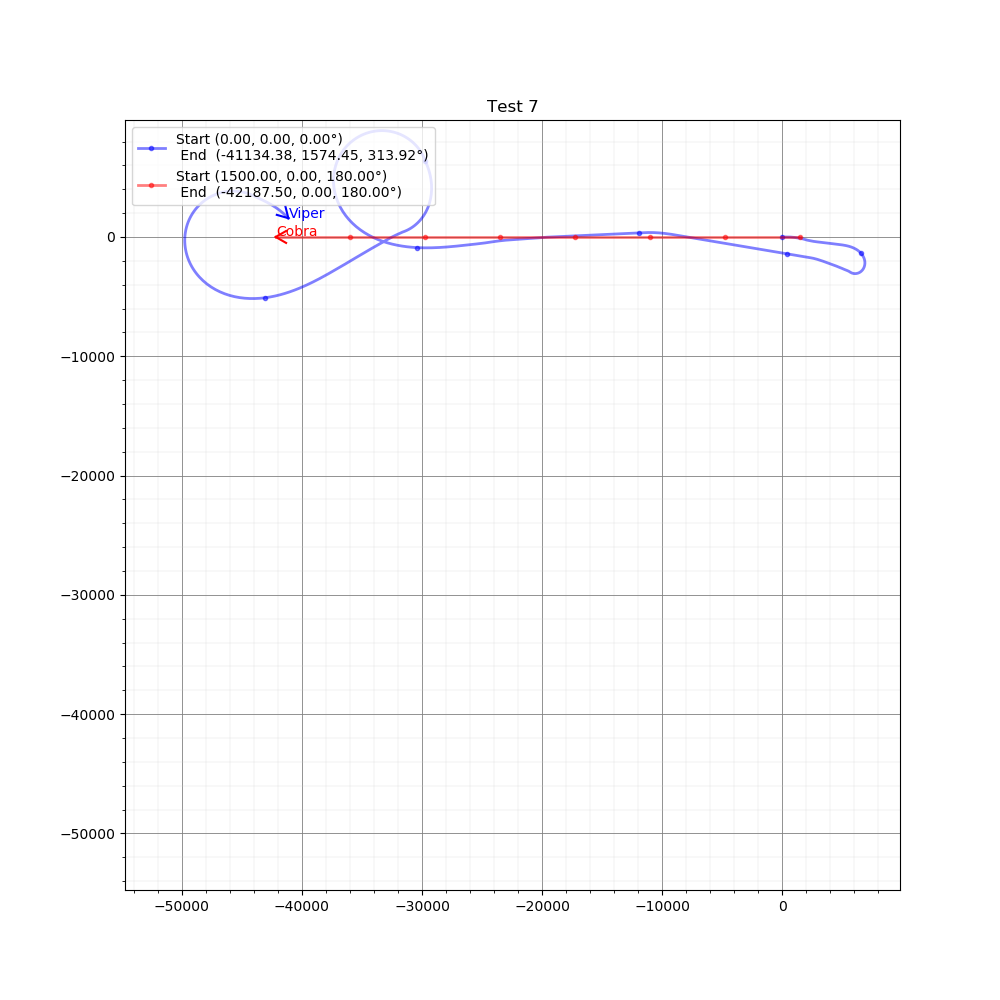 Test 7
Start (0.00, 0.00, 0.00°)
End  (-41134.38, 1574.45, 313.92°)
Start (1500.00, 0.00, 180.00°)
End  (-42187.50, 0.00, 180.00°)
Viper
Cobra
0
−10000
−20000
−30000
−40000
−50000
−50000
−40000
−30000
−20000
−10000
0